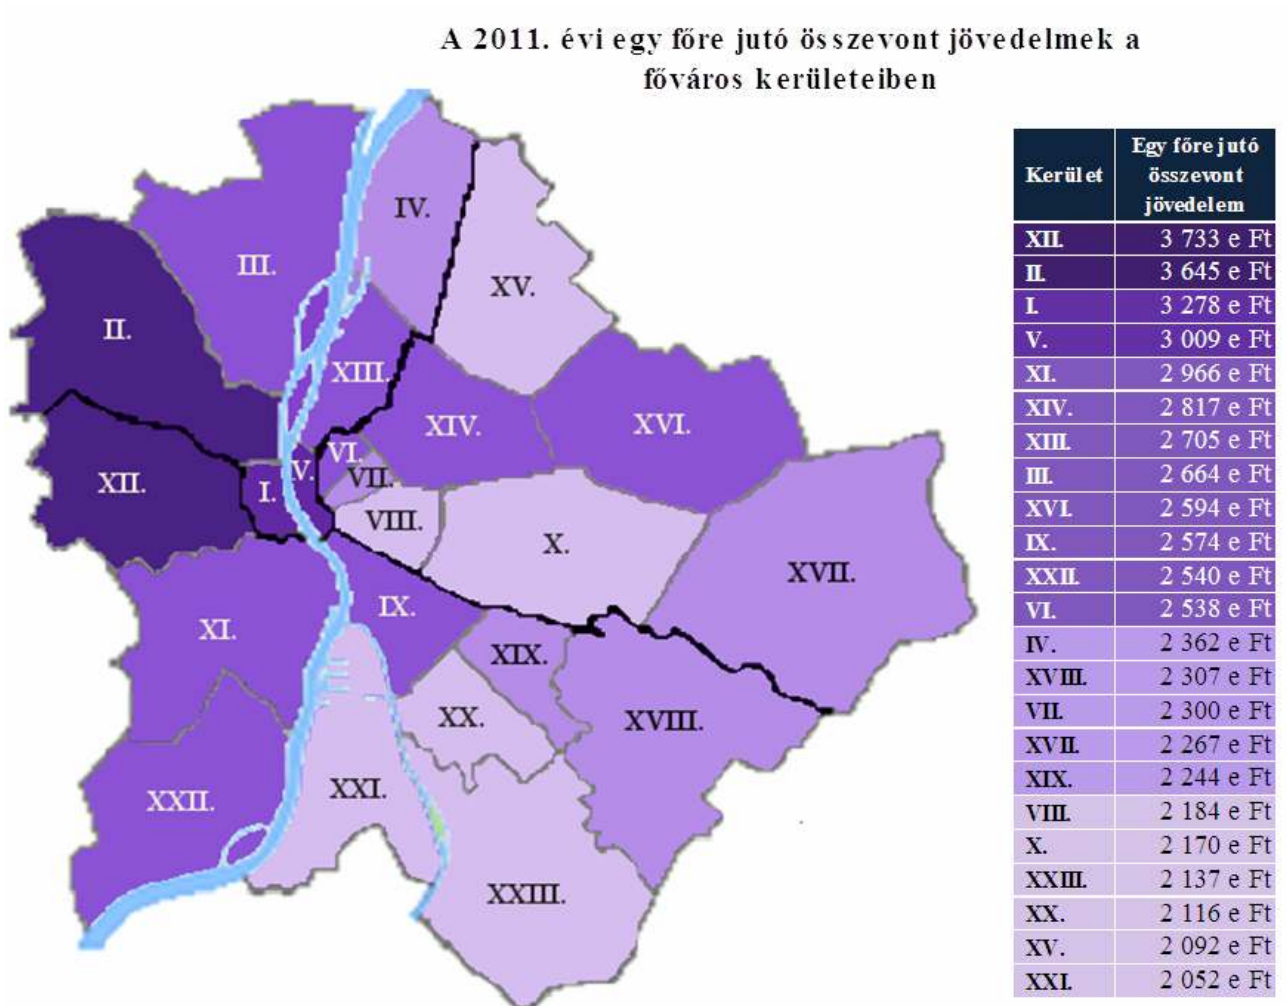 A 2011. évi egy főre jutó összevont jövedelmek a
főváros kerületeiben
Kerület
Egy főre jutó
összevont
jövedelem
XII. 3 733 e Ft
II. 3 645 e Ft
I. 3 278 e Ft
V. 3 009 e Ft
XI. 2 966 e Ft
XIV. 2 817 e Ft
XIII. 2 705 e Ft
III. 2 664 e Ft
XVI. 2 594 e Ft
IX. 2 574 e Ft
XXII. 2 540 e Ft
VI. 2 538 e Ft
IV. 2 362 e Ft
XVIII. 2 307 e Ft
VII. 2 300 e Ft
XVII. 2 267 e Ft
XIX. 2 244 e Ft
VIII. 2 184 e Ft
X. 2 170 e Ft
XXIII. 2 137 e Ft
XX. 2 116 e Ft
XV. 2 092 e Ft
XXI. 2 052 e Ft
IV.
III.
XV.
II.
XIII.
XIV.
XVI.
VI.
V.
VII.
XII.
I.
VIII.
X.
XVII.
IX.
XI.
XIX.
XX.
XVIII.
XXII.
XXI.
XXIII.